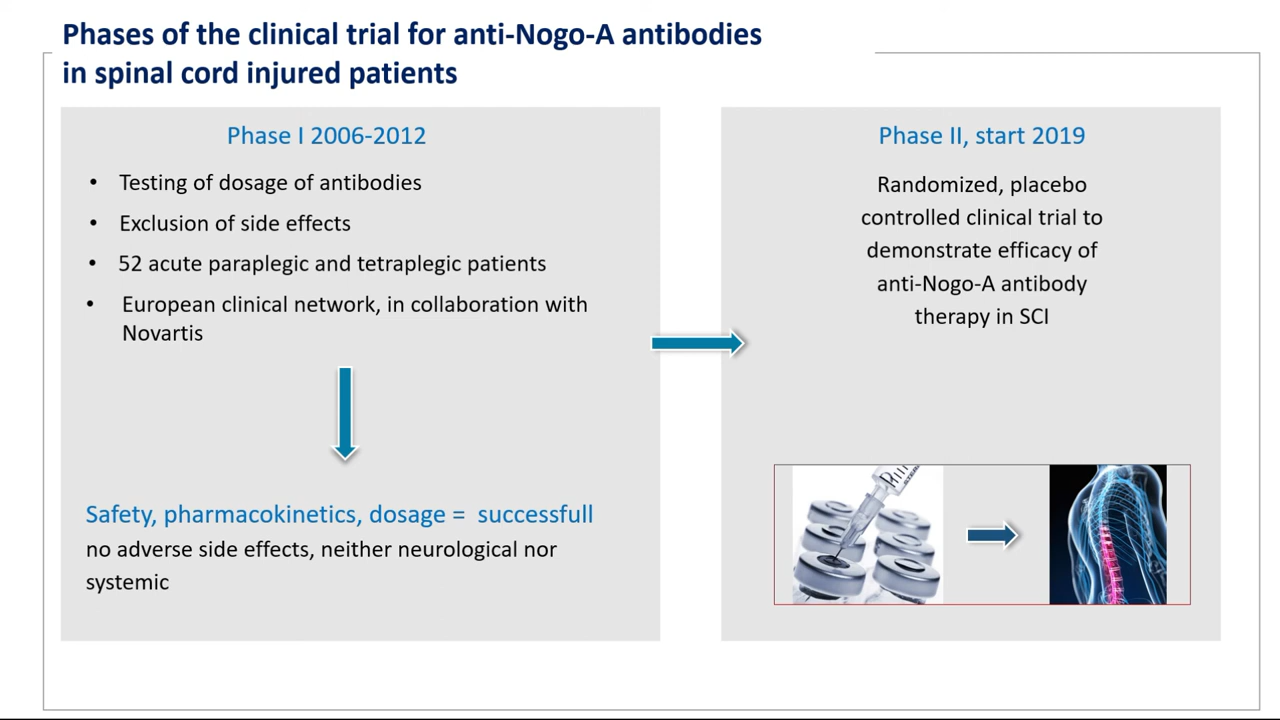 Phases of the clinical trial for anti-Nogo-A antibodies
in spinal cord injured patients
Phase I 2006-2012
• Testing of dosage of antibodies
• Exclusion of side effects
• 52 acute paraplegic and tetraplegic patients
• European clinical network, in collaboration with
Novartis
Safety, pharmacokinetics, dosage = successfull
no adverse side effects, neither neurological nor
systemic
Phase II, start 2019
Randomized, placebo
controlled clinical trial to
demonstrate efficacy of
anti-Nogo-A antibody
therapy in SCI